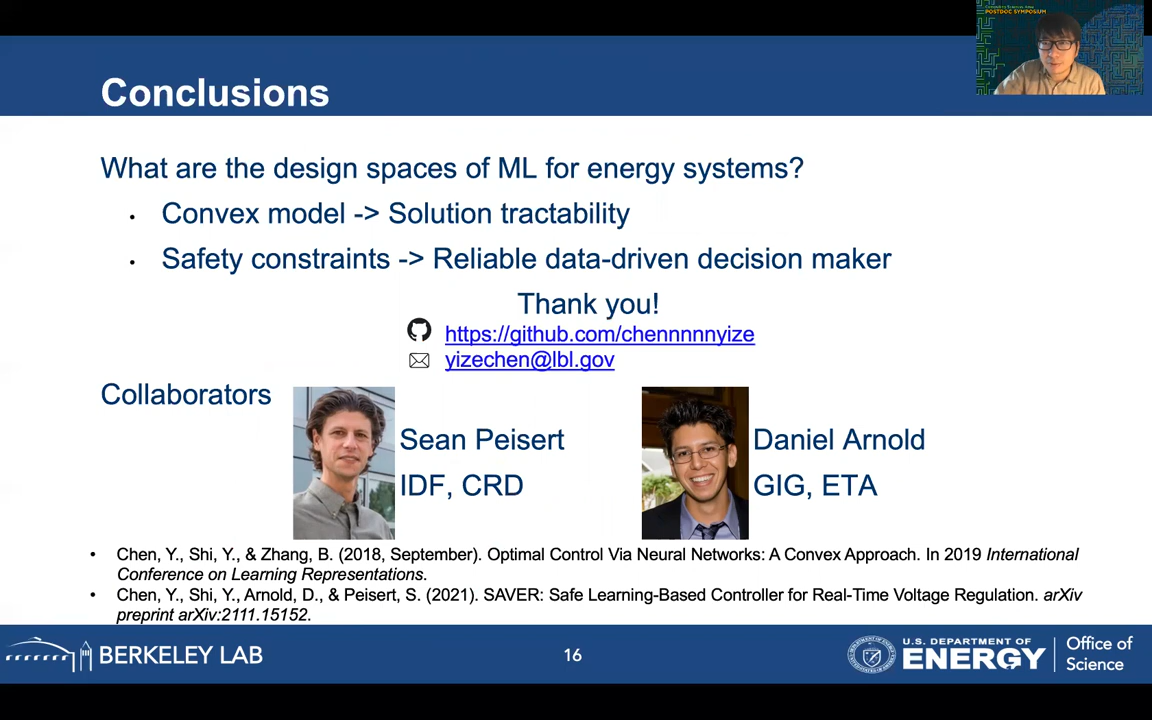 POSTDOC SYMPOSIUM
Conclusions
What are the design spaces of ML for energy systems?
• Convex model -> Solution tractability
• Safety constraints -> Reliable data-driven decision maker
Thank you!
https://github.com/chennnnnyize
yizechen@lbl.gov
Collaborators
Sean Peisert
IDF, CRD
Daniel Arnold
GIG, ETA
• Chen, Y., Shi, Y., & Zhang, B. (2018, September). Optimal Control Via Neural Networks: A Convex Approach. In 2019 International
Conference on Learning Representations.
• Chen, Y., Shi, Y., Arnold, D., & Peisert, S. (2021). SAVER: Safe Learning-Based Controller for Real-Time Voltage Regulation. arXiv
preprint arXiv:2111.15152.
BERKELEY LAB
16
U.S. DEPARTMENT OF
ENERGY
Office of
Science